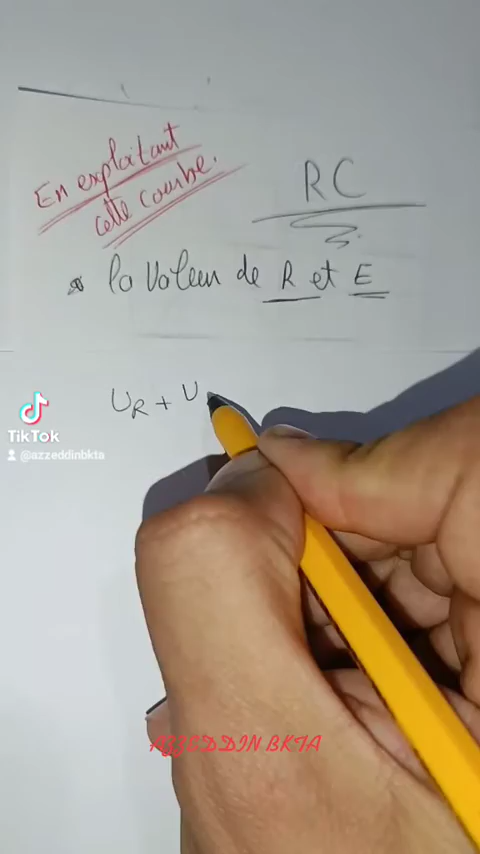 En exploitant
cette courbe.
RC
la valeur de R et E
UR + U
TikTok
@azzeddinbkta
AZZEDDIN BKTA